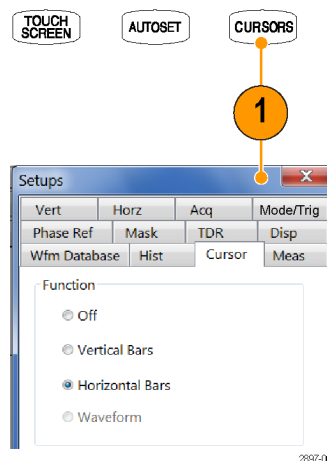 TOUCH
SCREEN
AUTOSET
CURSORS
1
Setups
Vert Horz Acq Mode/Trig
Phase Ref Mask TDR Disp
Wfm Database Hist Cursor Meas
Function
Off
Vertical Bars
Horizontal Bars
Waveform